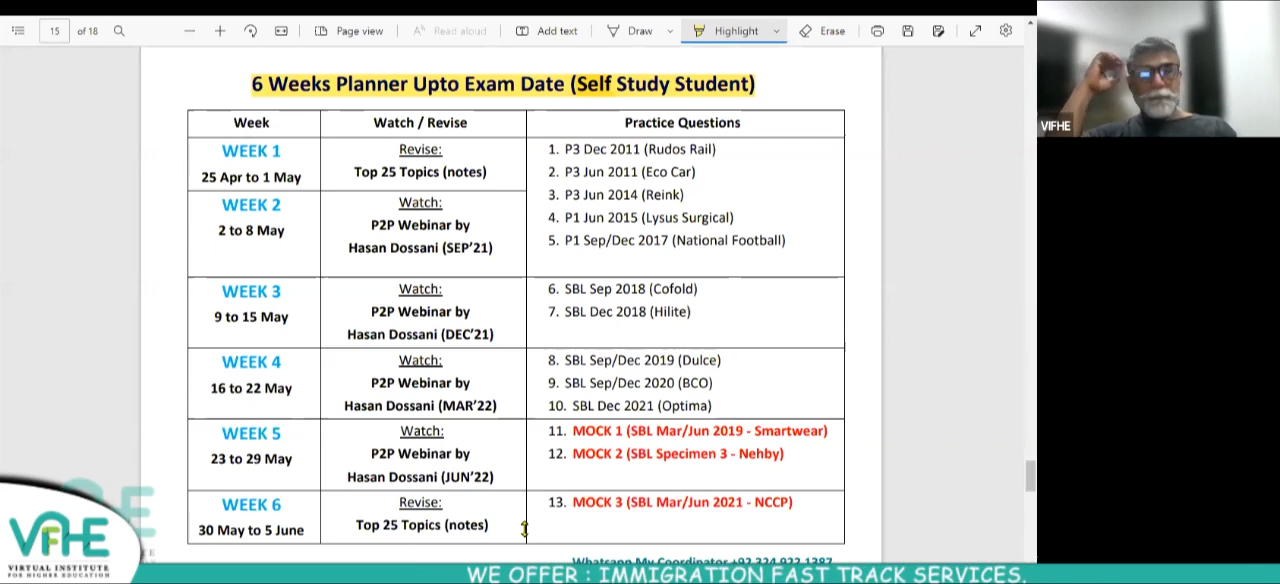 15 of 18 Page view Read aloud Add text Draw Highlight Erase
VIFHE
6 Weeks Planner Upto Exam Date (Self Study Student)
Week Watch / Revise Practice Questions
WEEK 1
25 Apr to 1 May
Revise:
Top 25 Topics (notes)
1. P3 Dec 2011 (Rudos Rail)
2. P3 Jun 2011 (Eco Car)
3. P3 Jun 2014 (Reink)
4. P1 Jun 2015 (Lysus Surgical)
5. P1 Sep/Dec 2017 (National Football)
WEEK 2
2 to 8 May
Watch:
P2P Webinar by
Hasan Dossani (SEP'21)
WEEK 3
9 to 15 May
Watch:
P2P Webinar by
Hasan Dossani (DEC'21)
6. SBL Sep 2018 (Cofold)
7. SBL Dec 2018 (Hilite)
WEEK 4
16 to 22 May
Watch:
P2P Webinar by
Hasan Dossani (MAR'22)
8. SBL Sep/Dec 2019 (Dulce)
9. SBL Sep/Dec 2020 (BCO)
10. SBL Dec 2021 (Optima)
WEEK 5
23 to 29 May
Watch:
P2P Webinar by
Hasan Dossani (JUN'22)
11. MOCK 1 (SBL Mar/Jun 2019 - Smartwear)
12. MOCK 2 (SBL Specimen 3 - Nehby)
WEEK 6
30 May to 5 June
Revise:
Top 25 Topics (notes)
13. MOCK 3 (SBL Mar/Jun 2021 - NCCP)
Whatsapp My Coordinator +92 324 922 1387
VIFHE
VIRTUAL INSTITUTE
FOR HIGHER EDUCATION
WE OFFER : IMMIGRATION FAST TRACK SERVICES.